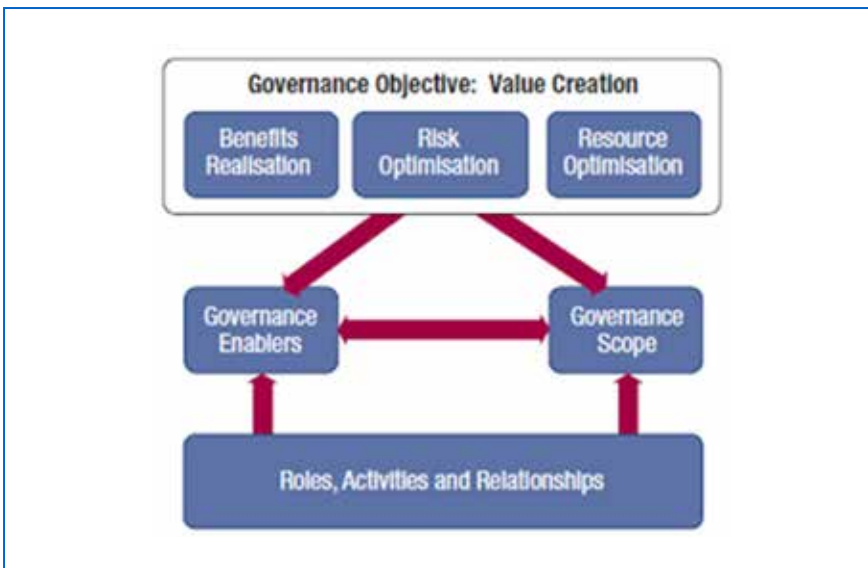 Governance Objective: Value Creation
Benefits
Realisation
Risk
Optimisation
Resource
Optimisation
Governance
Enablers
Governance
Scope
Roles, Activities and Relationships